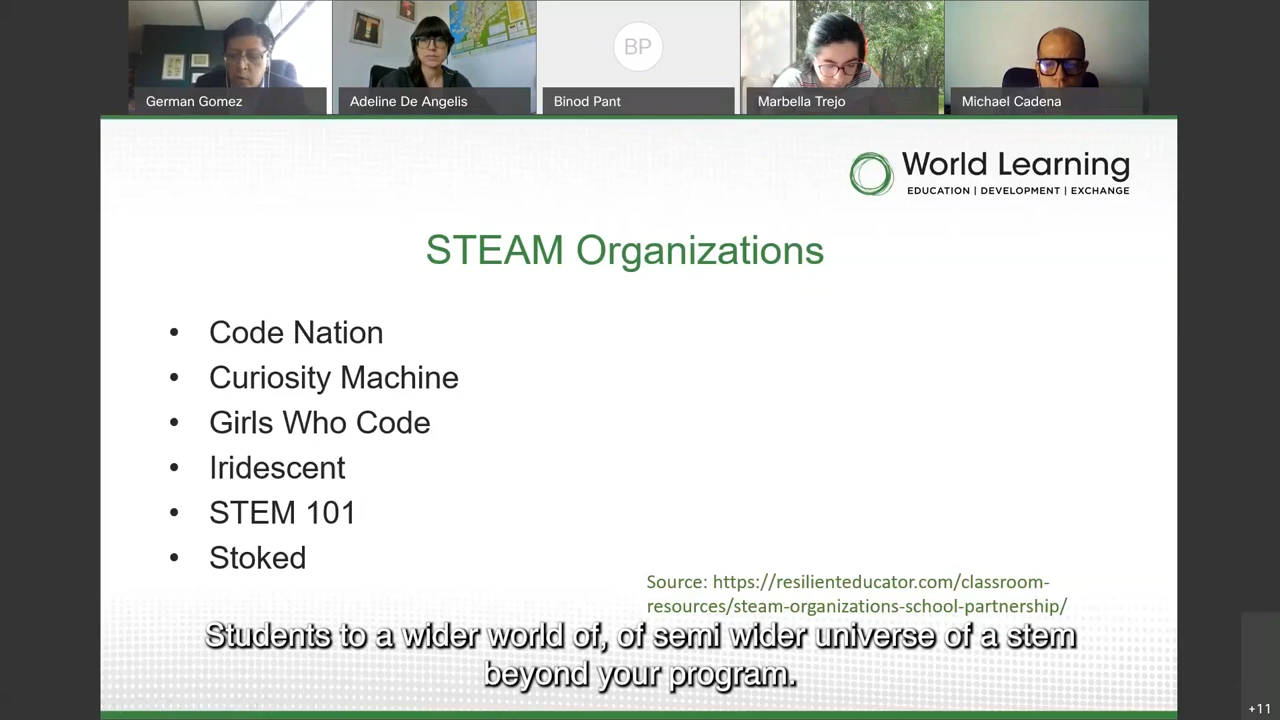 BP
German Gomez
Adeline De Angelis
Binod Pant
Marbella Trejo
Michael Cadena
World Learning
EDUCATION | DEVELOPMENT | EXCHANGE
STEAM Organizations
• Code Nation
• Curiosity Machine
• Girls Who Code
• Iridescent
• STEM 101
• Stoked
Source: https://resilienteducator.com/classroom-
resources/steam-organizations-school-partnership/
Students to a wider world of, of semi wider universe of a stem
beyond your program.
+11